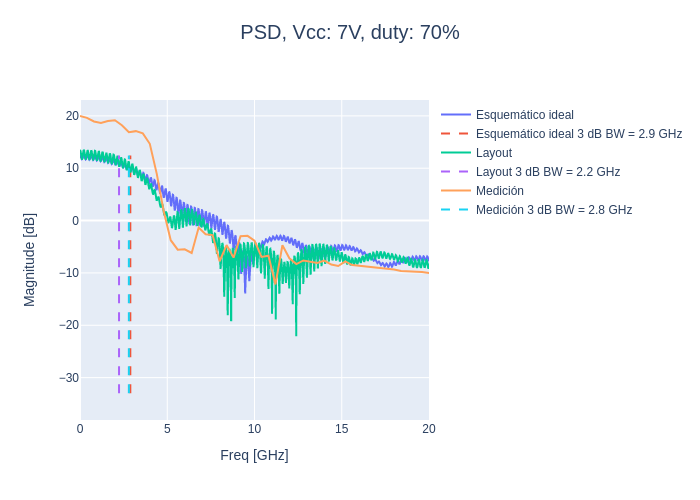 PSD, Vcc: 7V, duty: 70%
Esquemático ideal
Esquemático ideal 3 dB BW = 2.9 GHz
Layout
Layout 3 dB BW = 2.2 GHz
Medición
Medición 3 dB BW = 2.8 GHz
20
10
0
−10
−20
−30
Magnitude [dB]
0 5 10 15 20
Freq [GHz]